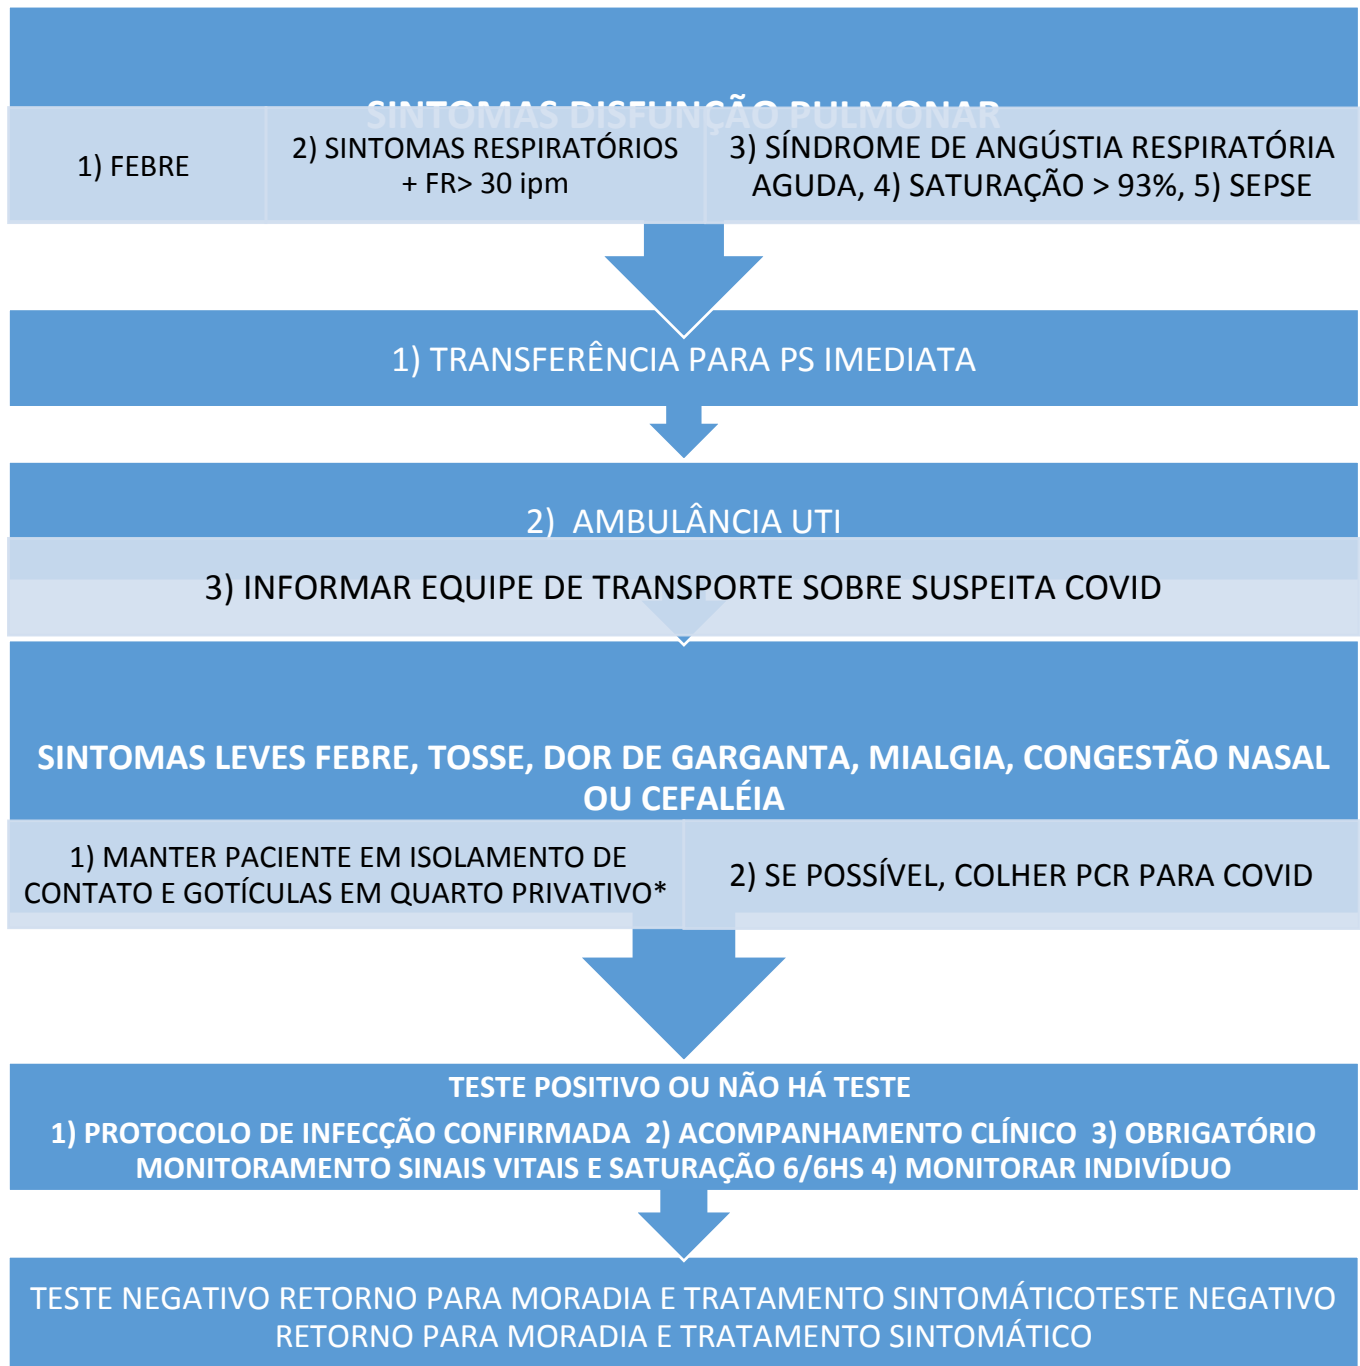 SINTOMAS DISFUNÇÃO PULMONAR
1) FEBRE
2) SINTOMAS RESPIRATÓRIOS
+ FR> 30 ipm
3) SÍNDROME DE ANGÚSTIA RESPIRATÓRIA
AGUDA, 4) SATURAÇÃO > 93%, 5) SEPSE
1) TRANSFERÊNCIA PARA PS IMEDIATA
2) AMBULÂNCIA UTI
3) INFORMAR EQUIPE DE TRANSPORTE SOBRE SUSPEITA COVID
SINTOMAS LEVES FEBRE, TOSSE, DOR DE GARGANTA, MIALGIA, CONGESTÃO NASAL
OU CEFALÉIA
1) MANTER PACIENTE EM ISOLAMENTO DE
CONTATO E GOTÍCULAS EM QUARTO PRIVATIVO*
2) SE POSSÍVEL, COLHER PCR PARA COVID
TESTE POSITIVO OU NÃO HÁ TESTE
1) PROTOCOLO DE INFECÇÃO CONFIRMADA 2) ACOMPANHAMENTO CLÍNICO 3) OBRIGATÓRIO
MONITORAMENTO SINAIS VITAIS E SATURAÇÃO 6/6HS 4) MONITORAR INDIVÍDUO
TESTE NEGATIVO RETORNO PARA MORADIA E TRATAMENTO SINTOMÁTICOTESTE NEGATIVO
RETORNO PARA MORADIA E TRATAMENTO SINTOMÁTICO